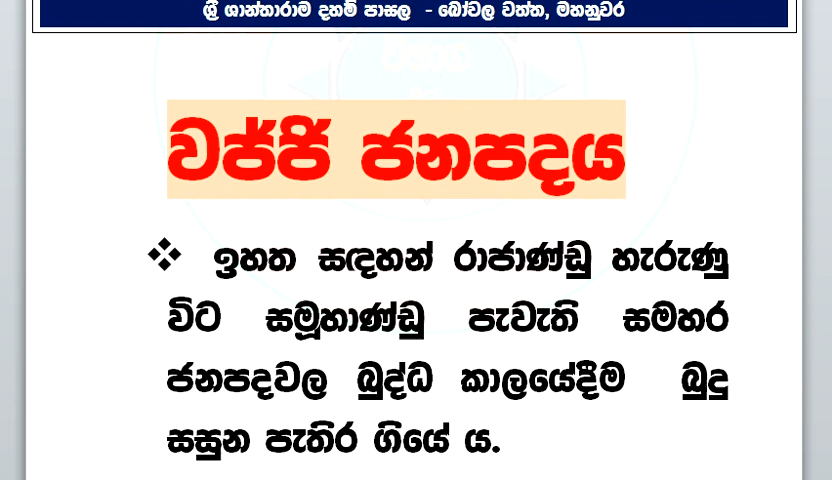 ශ්‍රී ශාන්තාරාම දහම් පාසල - බෝවල වත්ත, මහනුවර
වජ්ජි ජනපදය
❖ ඉහත සඳහන් රාජාණ්ඩු හැරුණු
විට සමූහාණ්ඩු පැවැති සමහර
ජනපදවල බුද්ධ කාලයේදීම බුදු
සසුන පැතිර ගියේ ය.